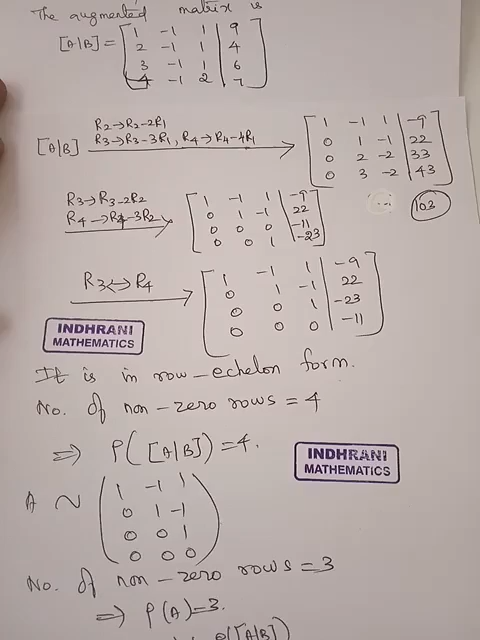 The augmented matrix is
[A|B] = [ 1 -1 1 | 9
2 -1 1 | 4
3 -1 1 | 6
4 -1 2 | 7 ]
[A|B] R2→R2-2R1
R3→R3-3R1, R4→R4-4R1
[ 1 -1 1 | -9
0 1 -1 | 22
0 2 -2 | 33
0 3 -2 | 43 ]
103
R3→R3-2R2
R4→R4-3R2
[ 1 -1 1 | -9
0 1 -1 | 22
0 0 0 | -11
0 0 1 | -23 ]
R3↔R4
[ 1 -1 1 | -9
0 1 -1 | 22
0 0 1 | -23
0 0 0 | -11 ]
INDHRANI
MATHEMATICS
It is in row-echelon form.
No. of non-zero rows = 4
⇒ ρ([A|B]) = 4.
INDHRANI
MATHEMATICS
A ~ ( 1 -1 1
0 1 -1
0 0 1
0 0 0 )
No. of non-zero rows = 3
⇒ ρ(A) = 3.
ρ([A|B])